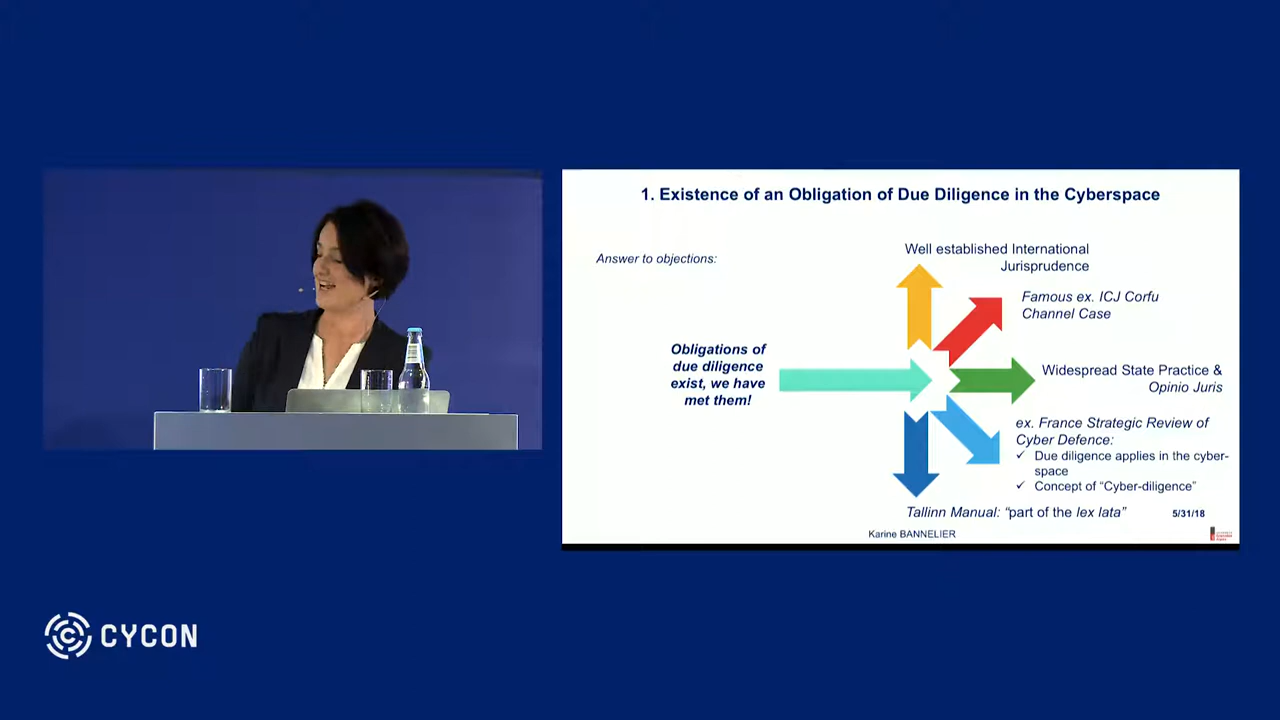 1. Existence of an Obligation of Due Diligence in the Cyberspace
Answer to objections:
Well established International
Jurisprudence
Famous ex. ICJ Corfu
Channel Case
Obligations of
due diligence
exist, we have
met them!
Widespread State Practice &
Opinio Juris
ex. France Strategic Review of
Cyber Defence:
✓ Due diligence applies in the cyber-
space
✓ Concept of “Cyber-diligence”
Tallinn Manual: “part of the lex lata”
5/31/18
Karine BANNELIER
CYCON